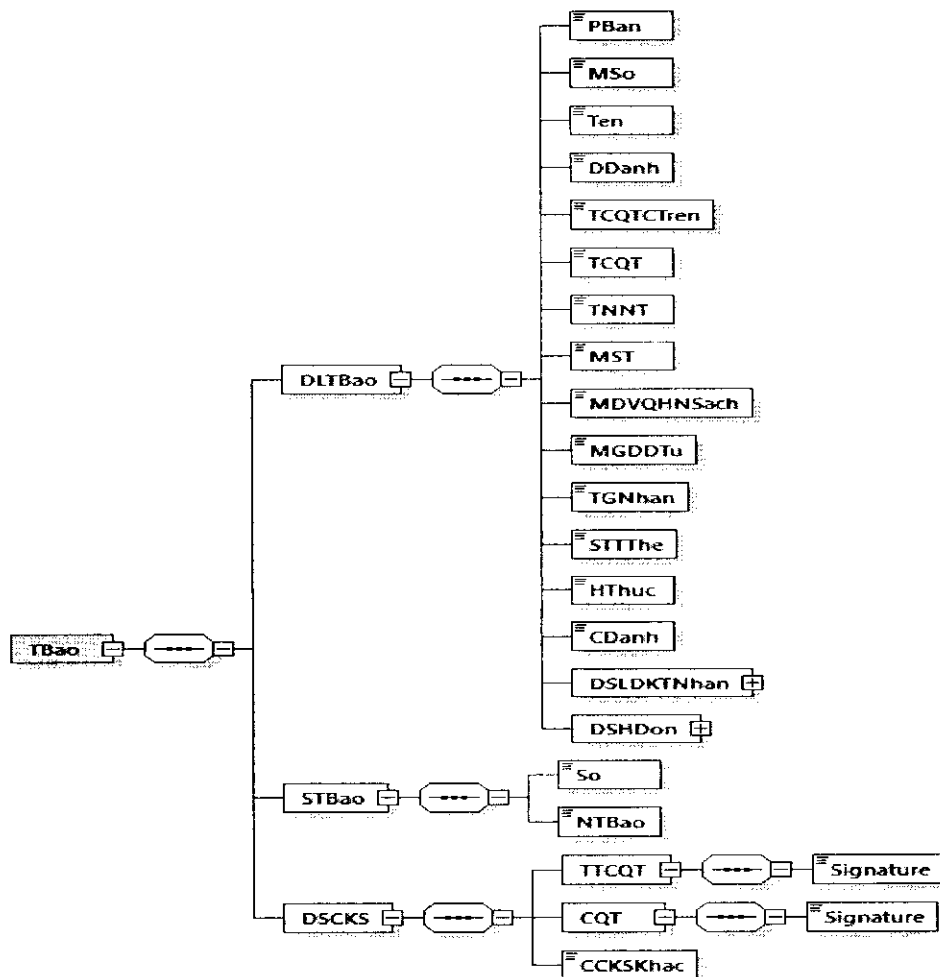 PBan
MSo
Ten
DDanh
TCQTCTren
TCQT
TNNT
MST
DLTBao
MDVQHNSach
MGDDTu
TGNhan
STTThe
HThuc
CDanh
TBao
DSLDKTNhan
DSHDon
So
STBao
NTBao
TTCQT
Signature
DSCKS
CQT
Signature
CCKSKhac